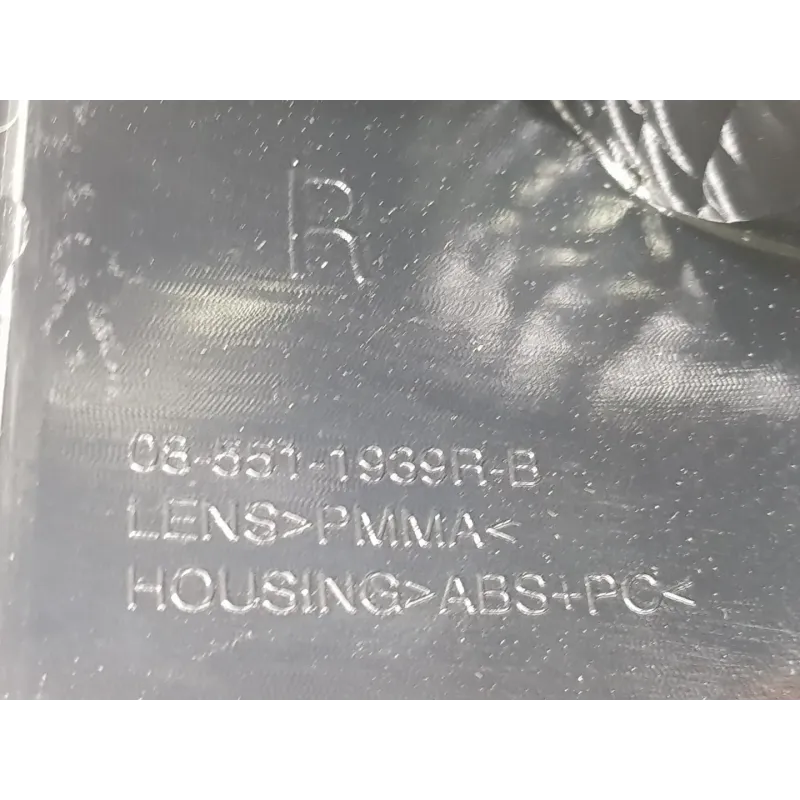 R
08-551-1939R-B
LENS>PMMA<
HOUSING>ABS+PC<